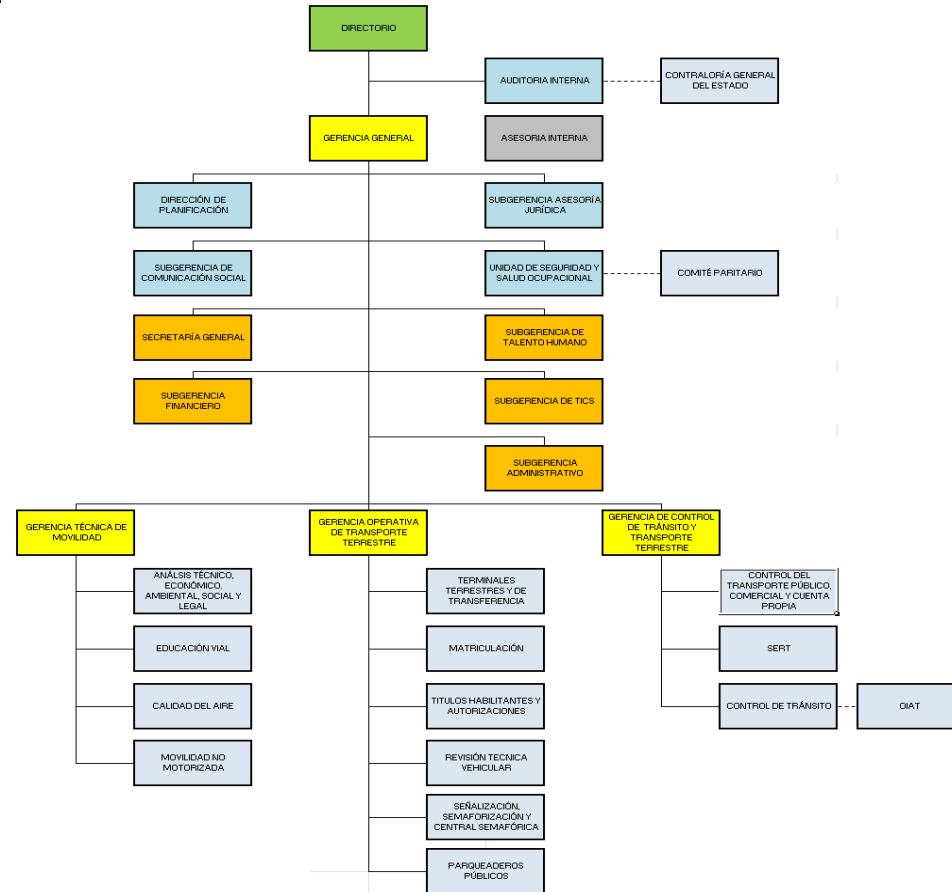 DIRECTORIO
AUDITORIA INTERNA
CONTRALORÍA GENERAL
DEL ESTADO
GERENCIA GENERAL
ASESORIA INTERNA
DIRECCIÓN DE
PLANIFICACIÓN
SUBGERENCIA ASESORÍA
JURÍDICA
SUBGERENCIA DE
COMUNICACIÓN SOCIAL
UNIDAD DE SEGURIDAD Y
SALUD OCUPACIONAL
COMITÉ PARITARIO
SECRETARÍA GENERAL
SUBGERENCIA DE
TALENTO HUMANO
SUBGERENCIA
FINANCIERO
SUBGERENCIA DE TICS
SUBGERENCIA
ADMINISTRATIVO
GERENCIA TÉCNICA DE
MOVILIDAD
GERENCIA OPERATIVA
DE TRANSPORTE
TERRESTRE
GERENCIA DE CONTROL
DE TRÁNSITO Y
TRANSPORTE
TERRESTRE
ANÁLSIS TÉCNICO,
ECONÓMICO.
AMBIENTAL, SOCIAL Y
LEGAL
TERMINALES
TERRESTRES Y DE
TRANSFERENCIA
CONTROL DEL
TRANSPORTE PÚBLICO,
COMERCIAL Y CUENTA
PROPIA
EDUCACIÓN VIAL
MATRICULACIÓN
SERT
CALIDAD DEL AIRE
TITULOS HABILITANTES Y
AUTORIZACIONES
CONTROL DE TRÁNSITO
OIAT
MOVILIDAD NO
MOTORIZADA
REVISIÓN TECNICA
VEHICULAR
SEÑALIZACIÓN,
SEMAFORIZACIÓN Y
CENTRAL SEMAFÓRICA
PARQUEADEROS
PÚBLICOS